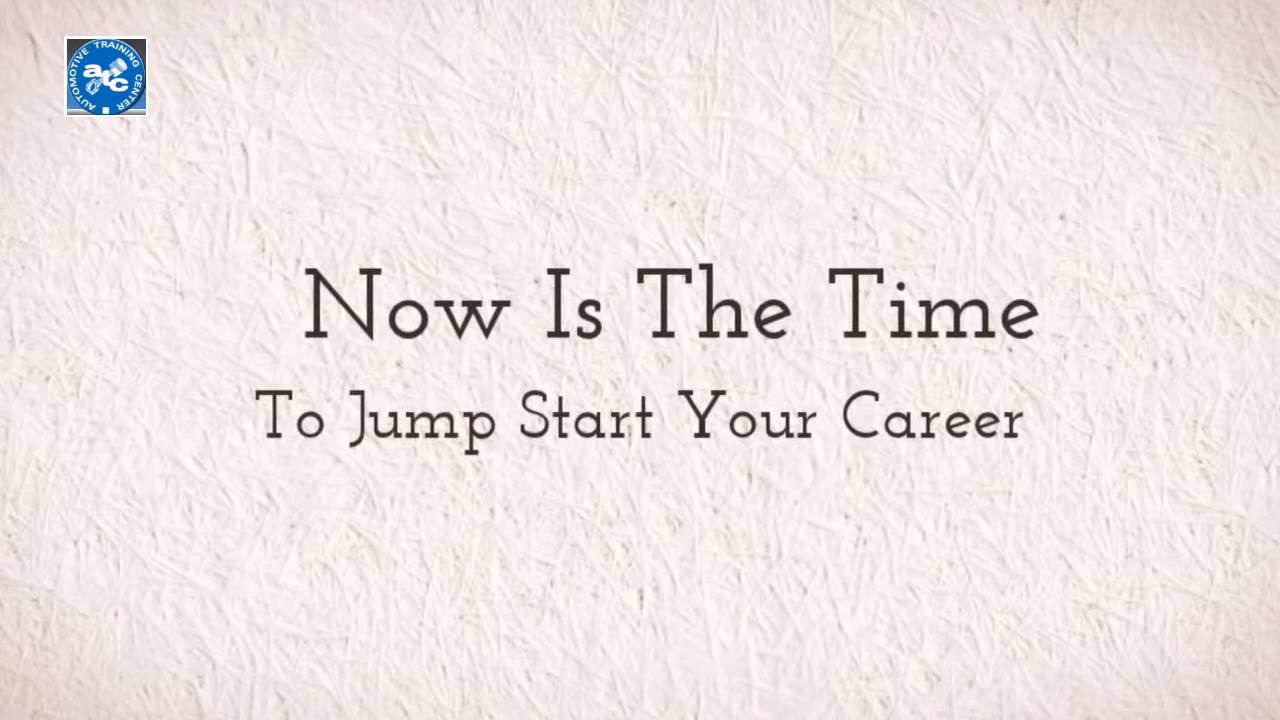 AUTOMOTIVE TRAINING CENTER
atc
Now Is The Time
To Jump Start Your Career